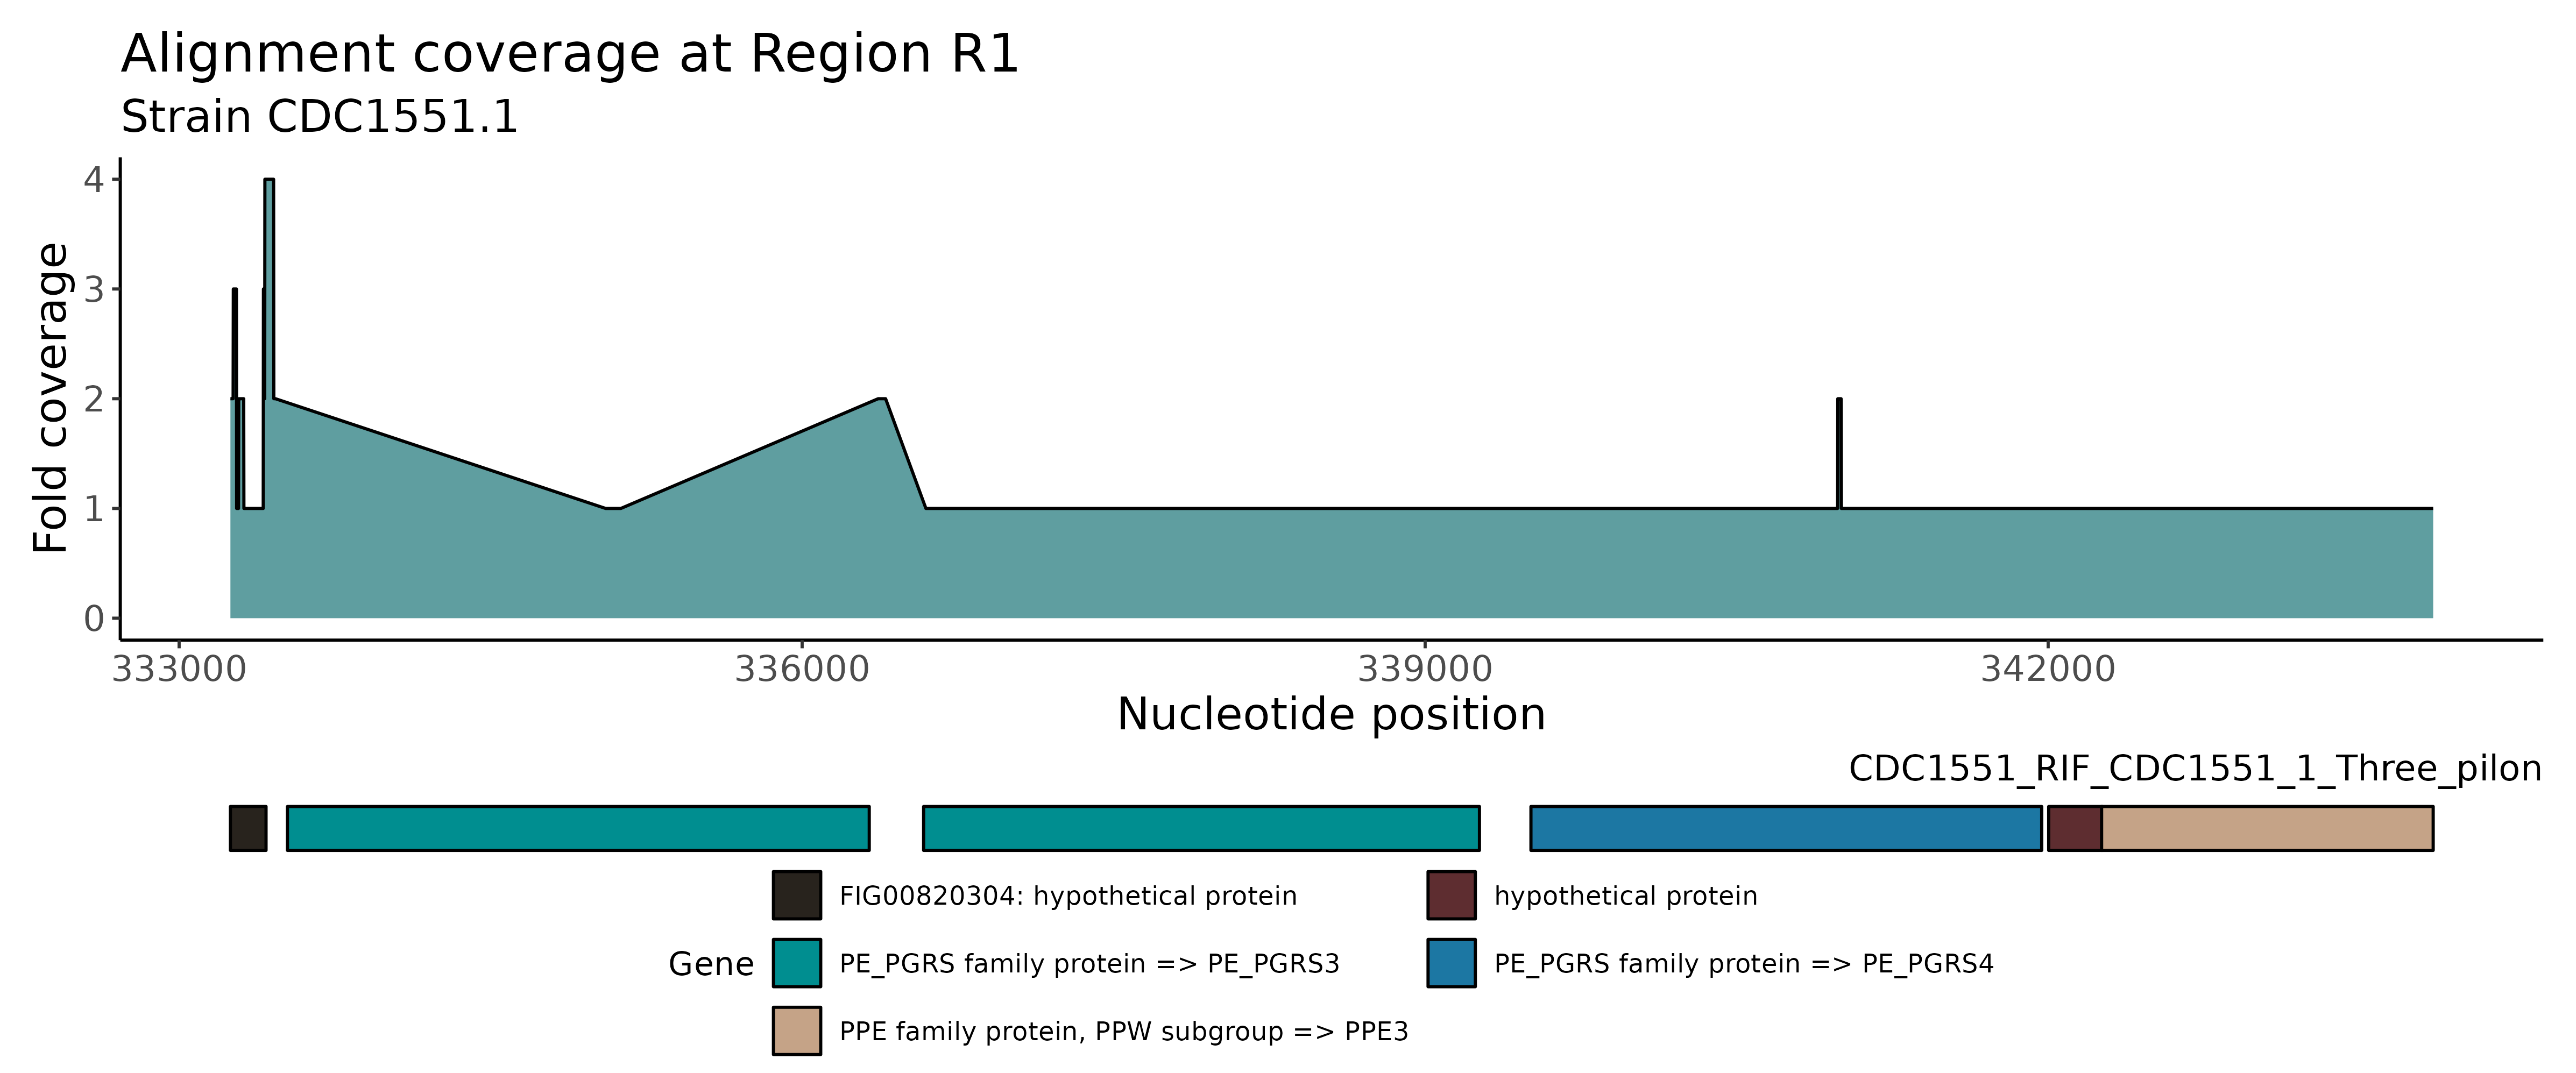 Alignment coverage at Region R1
Strain CDC1551.1
Fold coverage
4
3
2
1
0
333000 336000 339000 342000
Nucleotide position
CDC1551_RIF_CDC1551_1_Three_pilon
Gene
FIG00820304: hypothetical protein
PE_PGRS family protein => PE_PGRS3
PPE family protein, PPW subgroup => PPE3
hypothetical protein
PE_PGRS family protein => PE_PGRS4